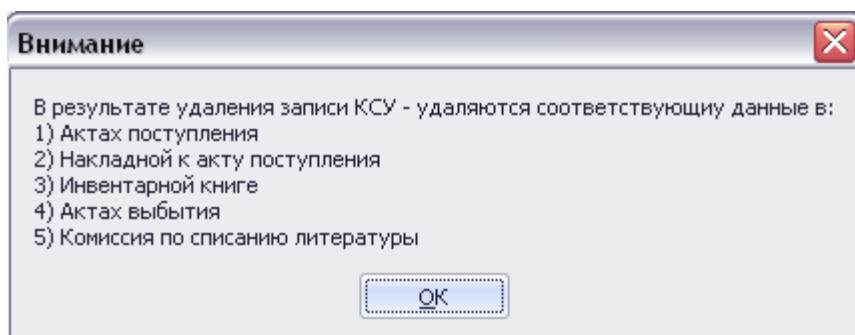 Внимание
В результате удаления записи КСУ - удаляются соответствующиу данные в:
1) Актах поступления
2) Накладной к акту поступления
3) Инвентарной книге
4) Актах выбытия
5) Комиссия по списанию литературы
OK